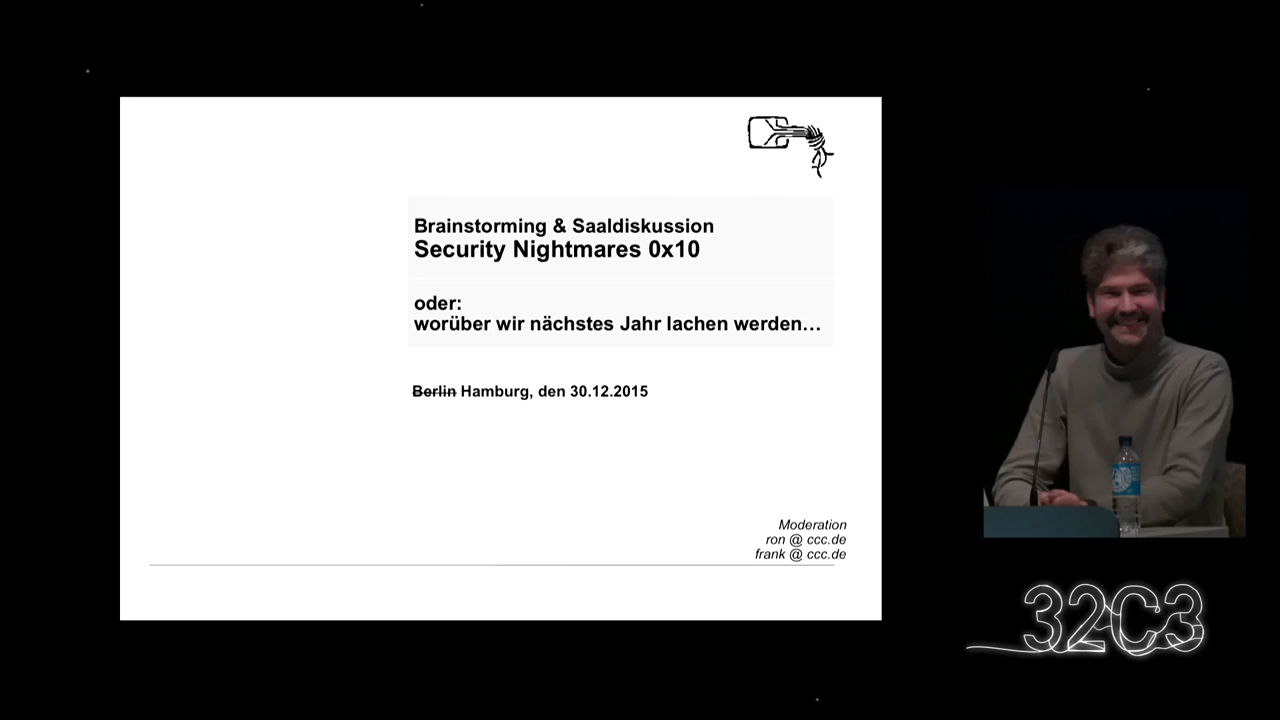 Brainstorming & Saaldiskussion
Security Nightmares 0x10
oder:
worüber wir nächstes Jahr lachen werden...
Berlin Hamburg, den 30.12.2015
Moderation
ron @ ccc.de
frank @ ccc.de
32C3